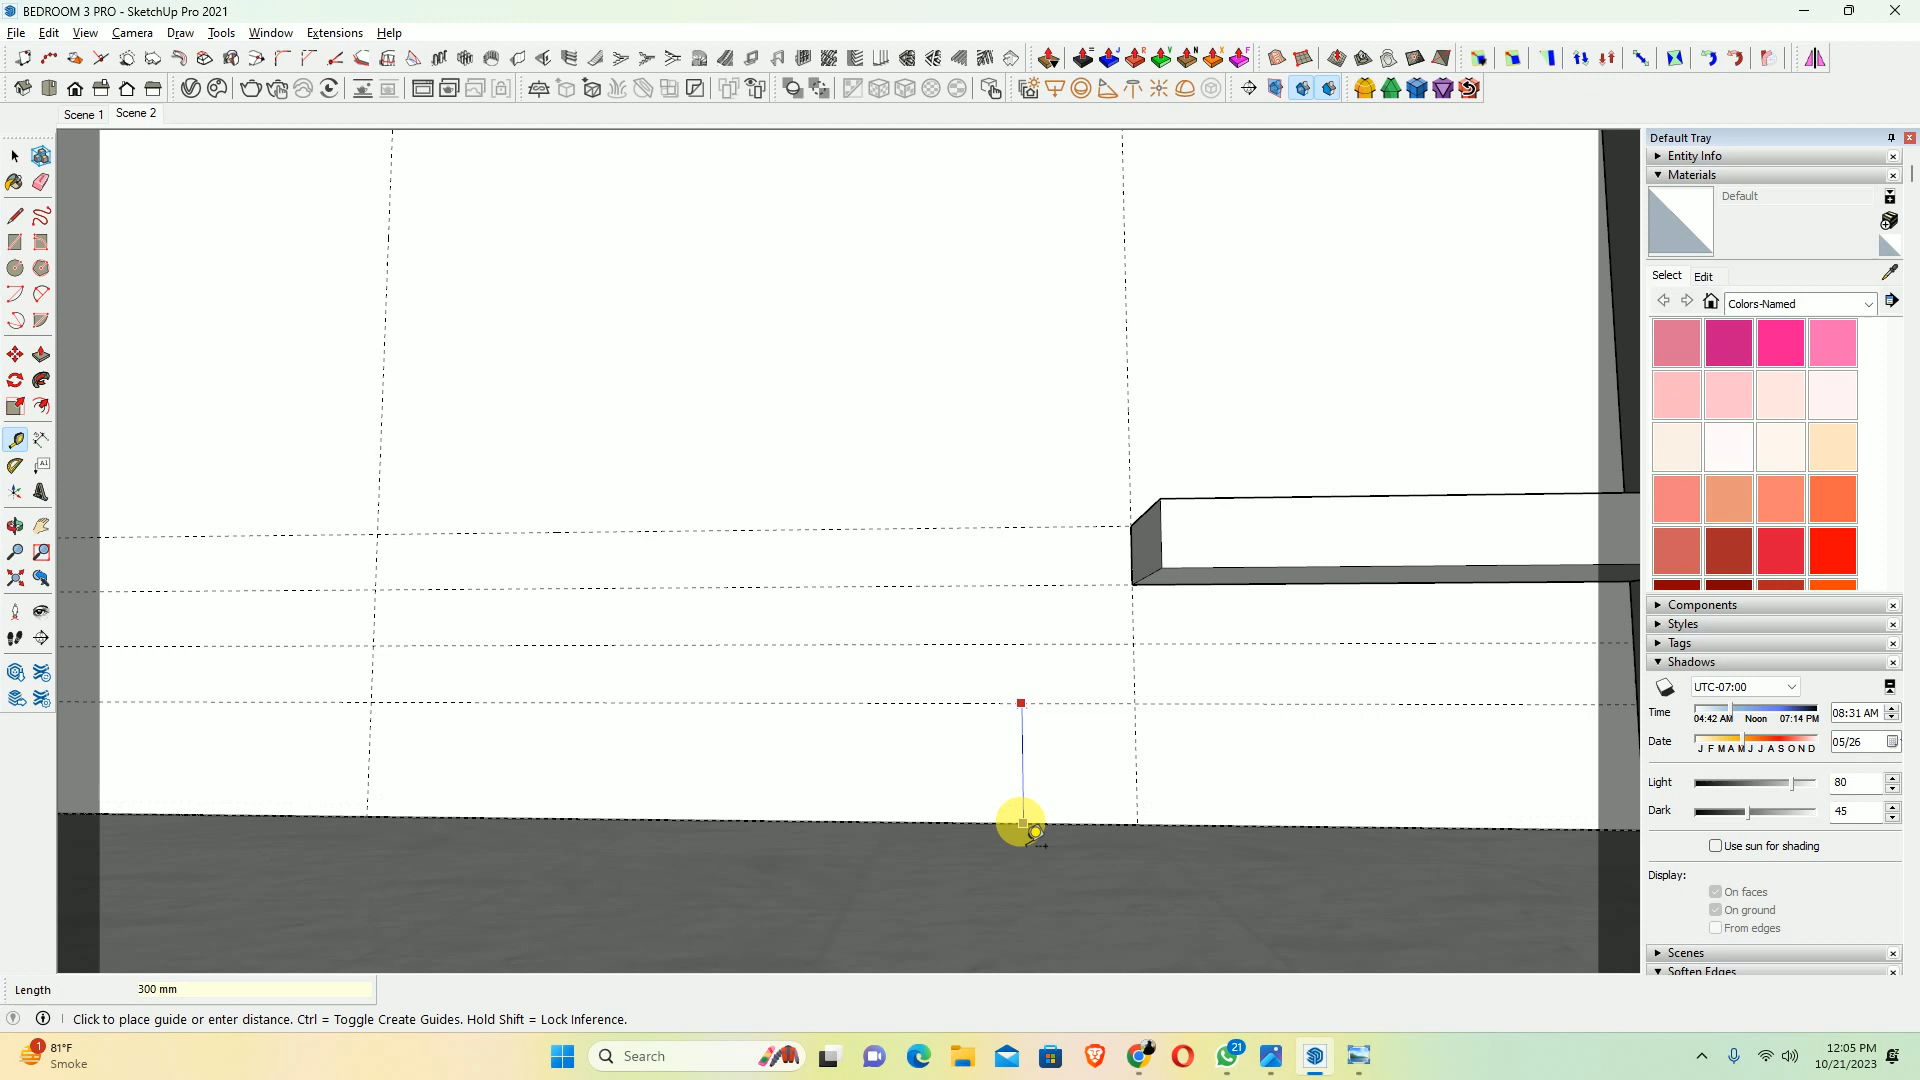 BEDROOM 3 PRO - SketchUp Pro 2021
File Edit View Camera Draw Tools Window Extensions Help
Scene 1 Scene 2
Default Tray
Entity Info
Materials
Default
Select Edit
Colors-Named
Components
Styles
Tags
Shadows
UTC-07:00
Time 04:42 AM Noon 07:14 PM 08:31 AM
Date J F M A M J J A S O N D 05/26
Light 80
Dark 45
Use sun for shading
Display:
On faces
On ground
From edges
Scenes
Soften Edges
Length 300 mm
Click to place guide or enter distance. Ctrl = Toggle Create Guides. Hold Shift = Lock Inference.
1 81°F
Smoke
Search
21
12:05 PM
10/21/2023